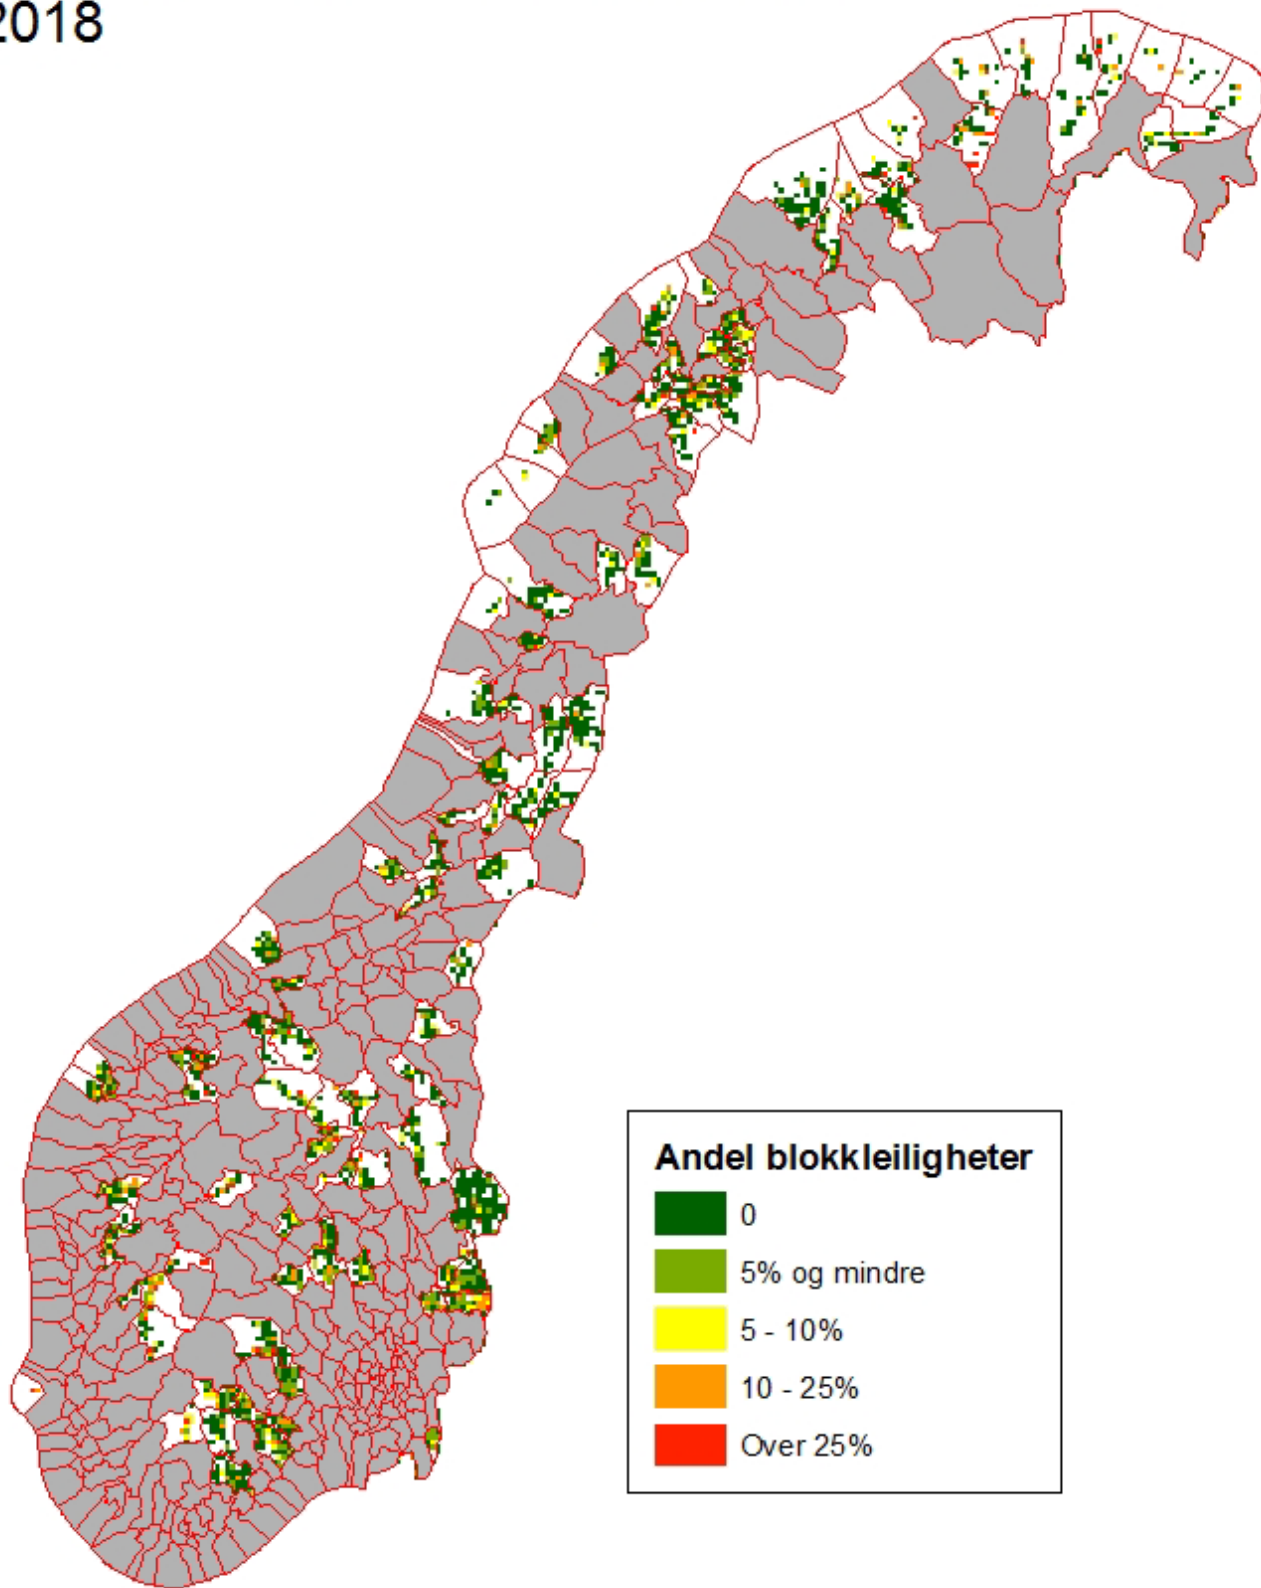 2018
Andel blokkleiligheter
0
5% og mindre
5 - 10%
10 - 25%
Over 25%